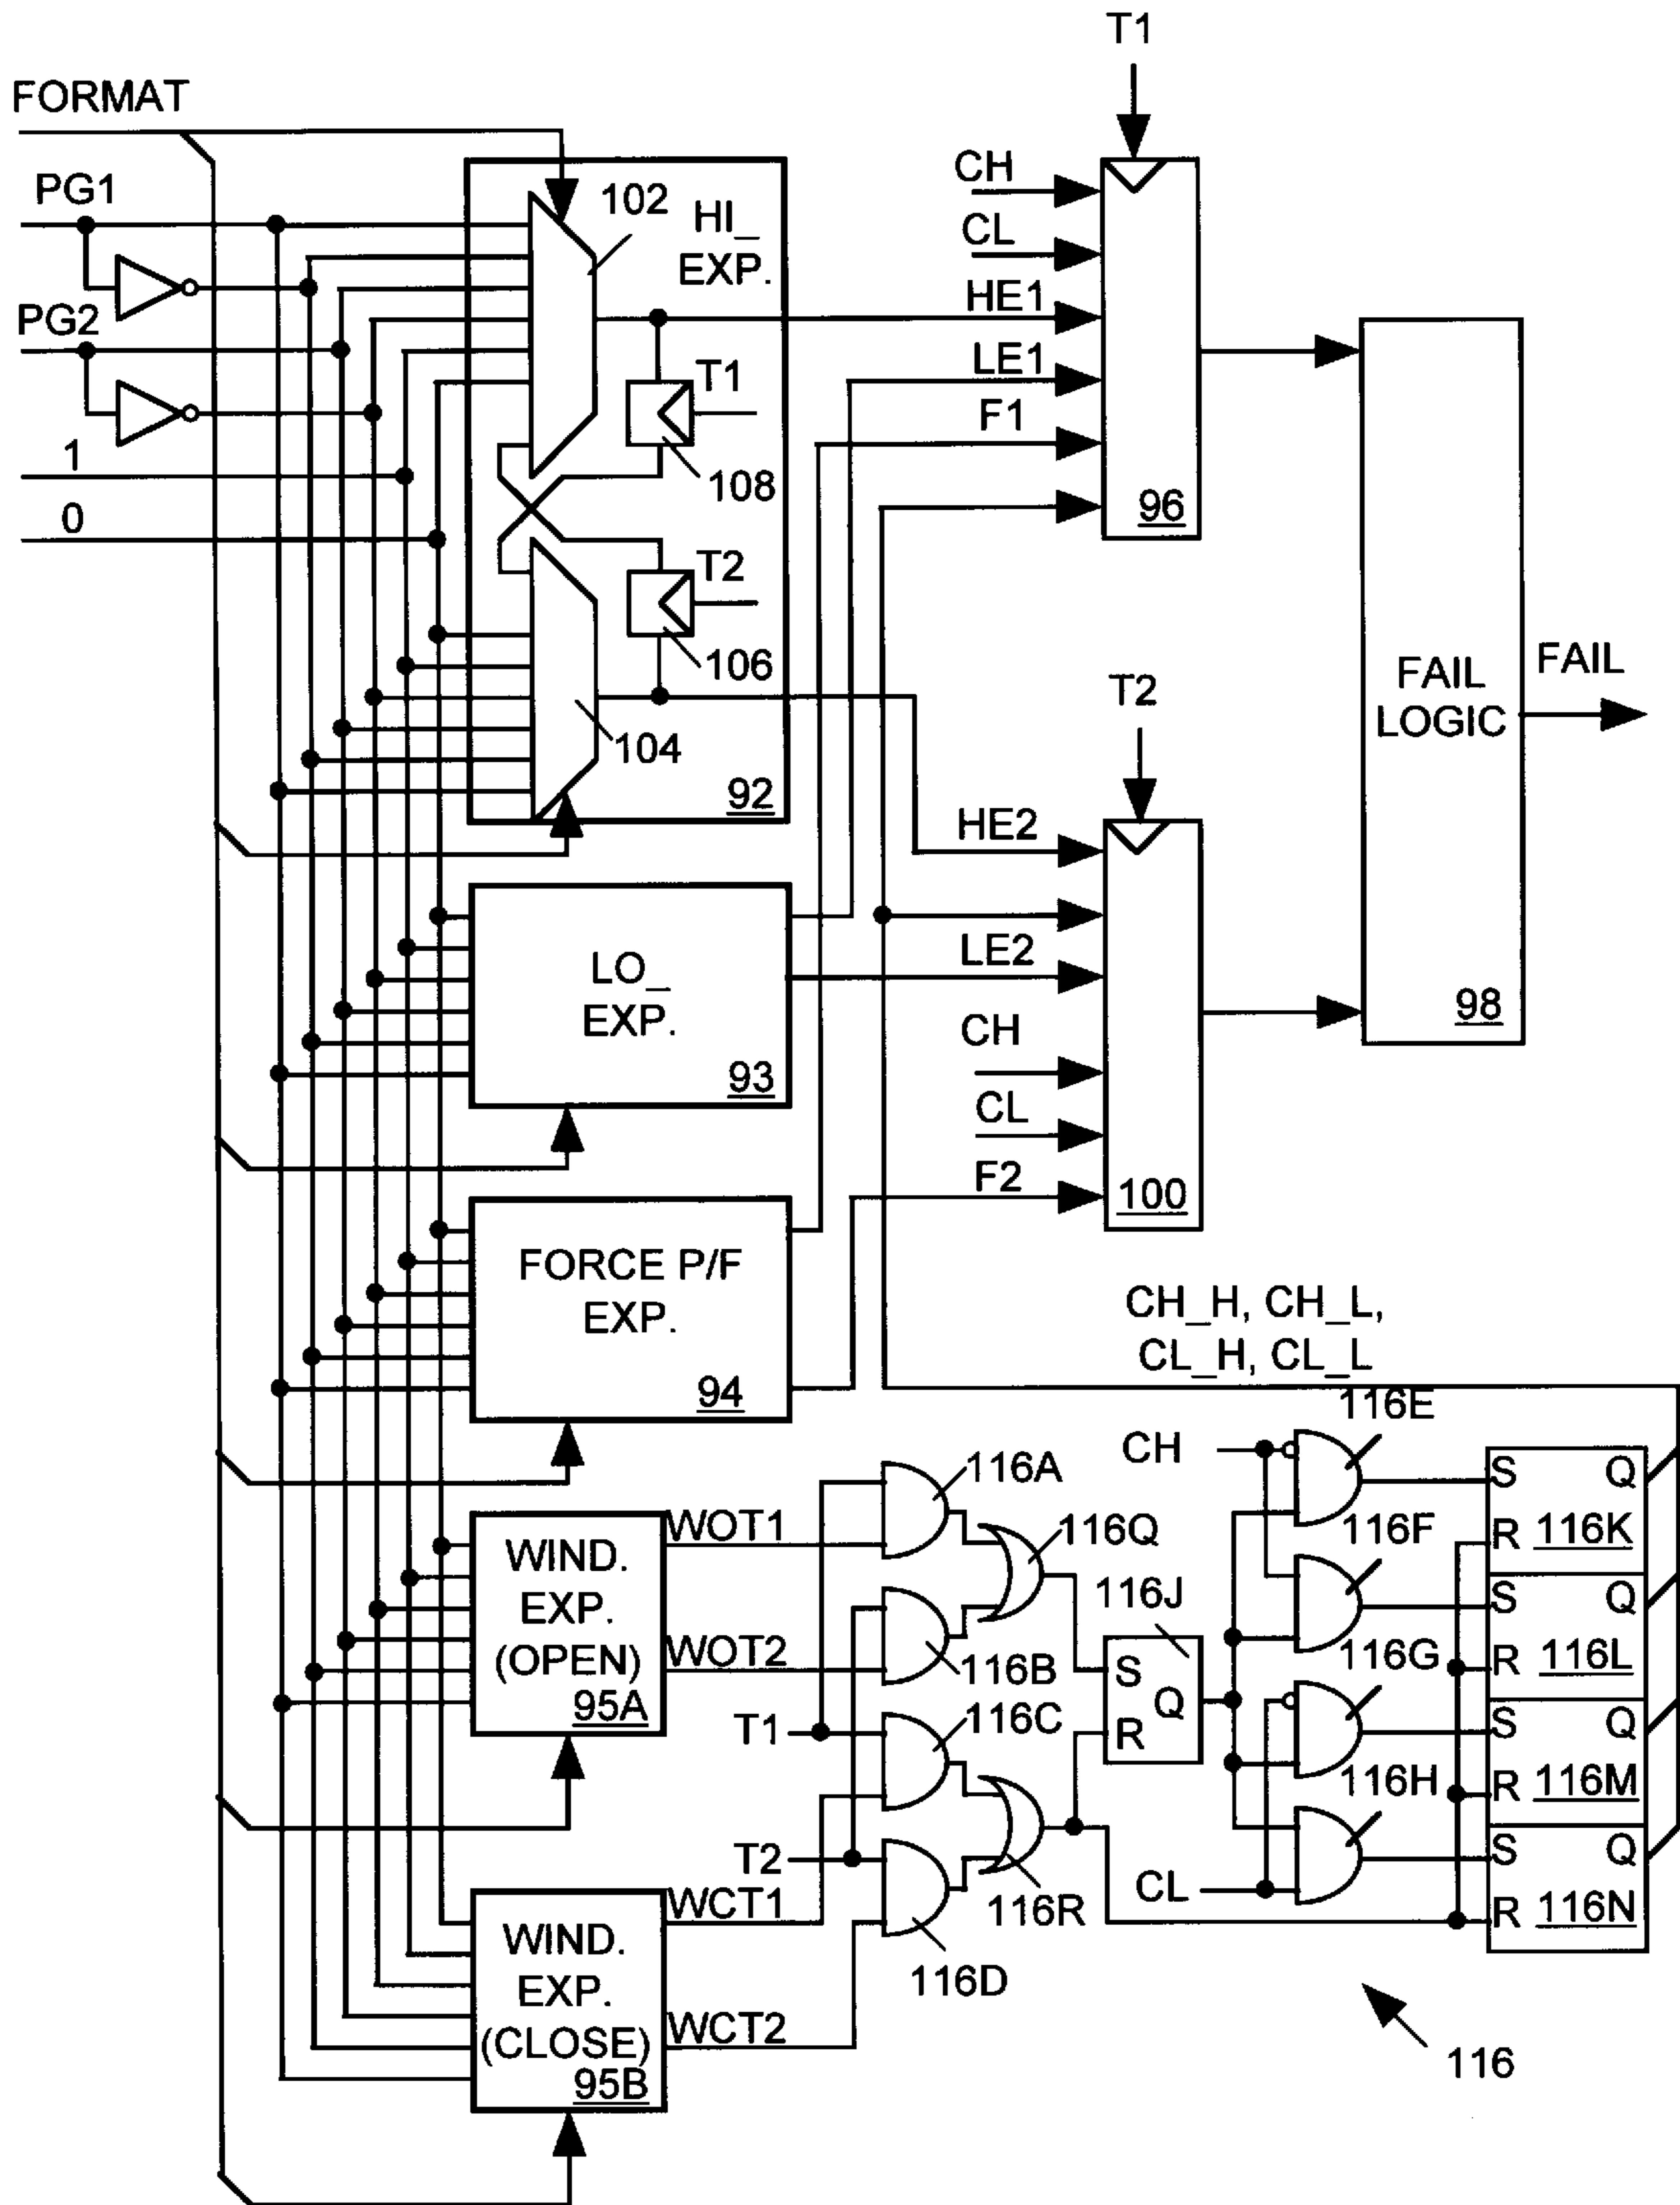 T1
FORMAT
PG1
102
HI_
EXP.
CH
CL
HE1
PG2
LE1
T1
F1
1
108
96
0
T2
106
T2
FAIL
LOGIC
FAIL
104
92
HE2
LO_
EXP.
LE2
98
CH
93
CL
F2
100
FORCE P/F
EXP.
CH_H, CH_L,
CL_H, CL_L
94
116E
CH
116A
S Q
WOT1
116Q
116F
R 116K
WIND.
EXP.
(OPEN)
95A
116J
S Q
WOT2
116B
116G
R 116L
S
Q
R
T1
116C
S Q
116H
R 116M
T2
S Q
WCT1
CL
116R
R 116N
WIND.
EXP.
(CLOSE)
95B
116D
WCT2
116